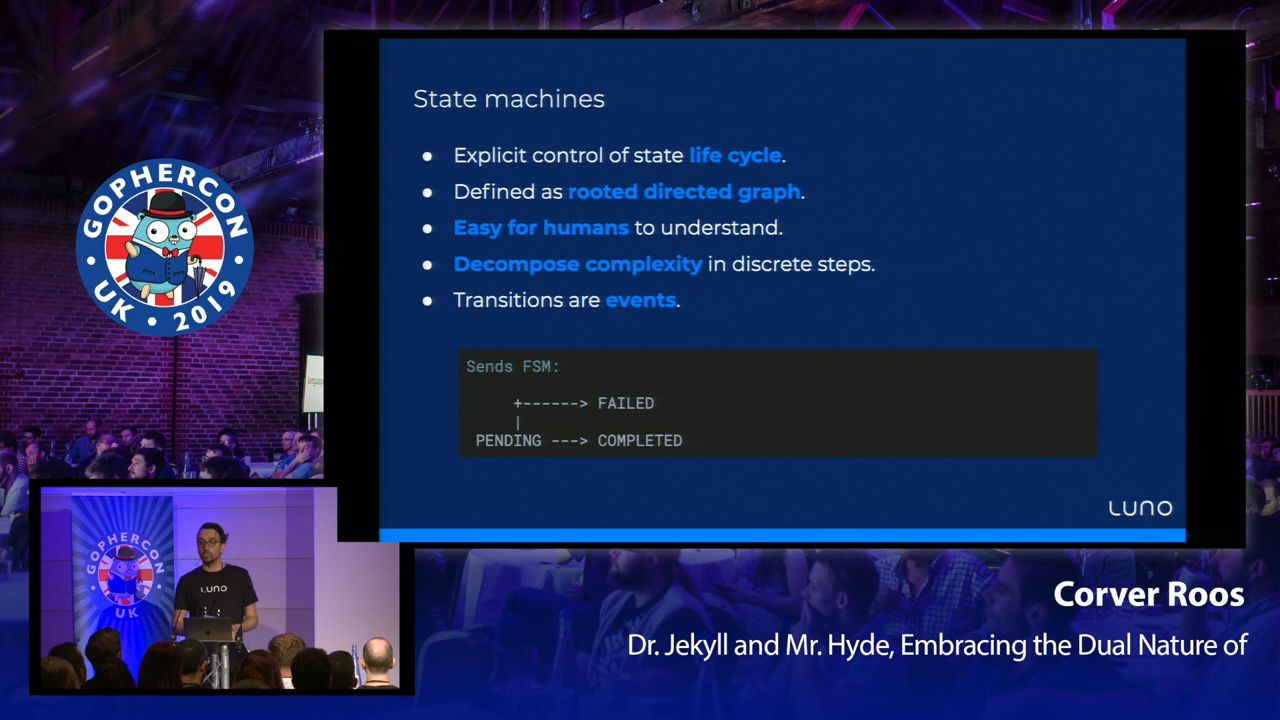 GOPHERCON
UK • 2019
State machines
● Explicit control of state life cycle.
● Defined as rooted directed graph.
● Easy for humans to understand.
● Decompose complexity in discrete steps.
● Transitions are events.
Sends FSM:
+------> FAILED
|
PENDING ---> COMPLETED
LUNO
GOPHERCON
UK
LUNO
Corver Roos
Dr. Jekyll and Mr. Hyde, Embracing the Dual Nature of